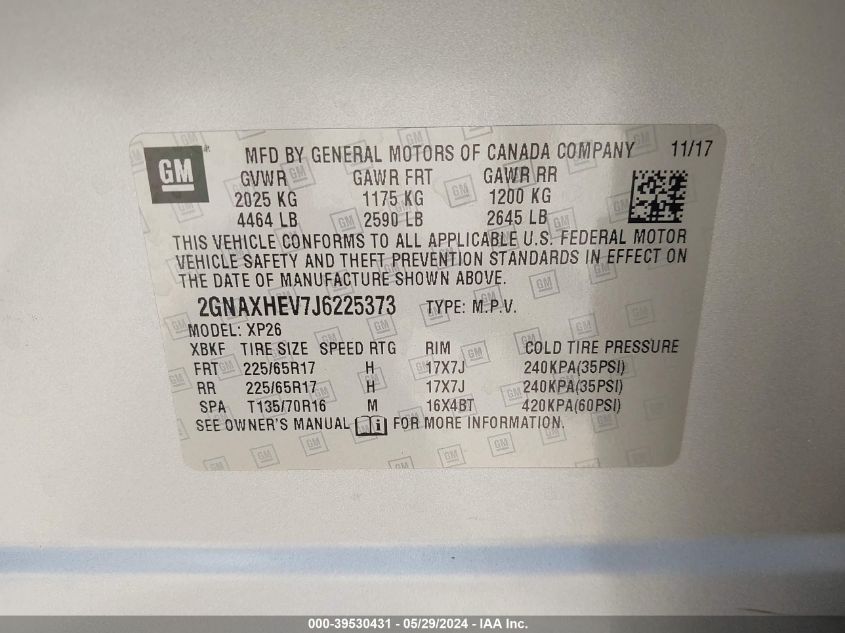 GM
MFD BY GENERAL MOTORS OF CANADA COMPANY 11/17
GVWR GAWR FRT GAWR RR
2025 KG 1175 KG 1200 KG
4464 LB 2590 LB 2645 LB
THIS VEHICLE CONFORMS TO ALL APPLICABLE U.S. FEDERAL MOTOR
VEHICLE SAFETY AND THEFT PREVENTION STANDARDS IN EFFECT ON
THE DATE OF MANUFACTURE SHOWN ABOVE.
2GNAXHEV7J6225373 TYPE: M.P.V.
MODEL: XP26
XBKF TIRE SIZE SPEED RTG RIM COLD TIRE PRESSURE
FRT 225/65R17 H 17X7J 240KPA(35PSI)
RR 225/65R17 H 17X7J 240KPA(35PSI)
SPA T135/70R16 M 16X4BT 420KPA(60PSI)
SEE OWNER'S MANUAL i FOR MORE INFORMATION.
000-39530431 - 05/29/2024 - IAA Inc.